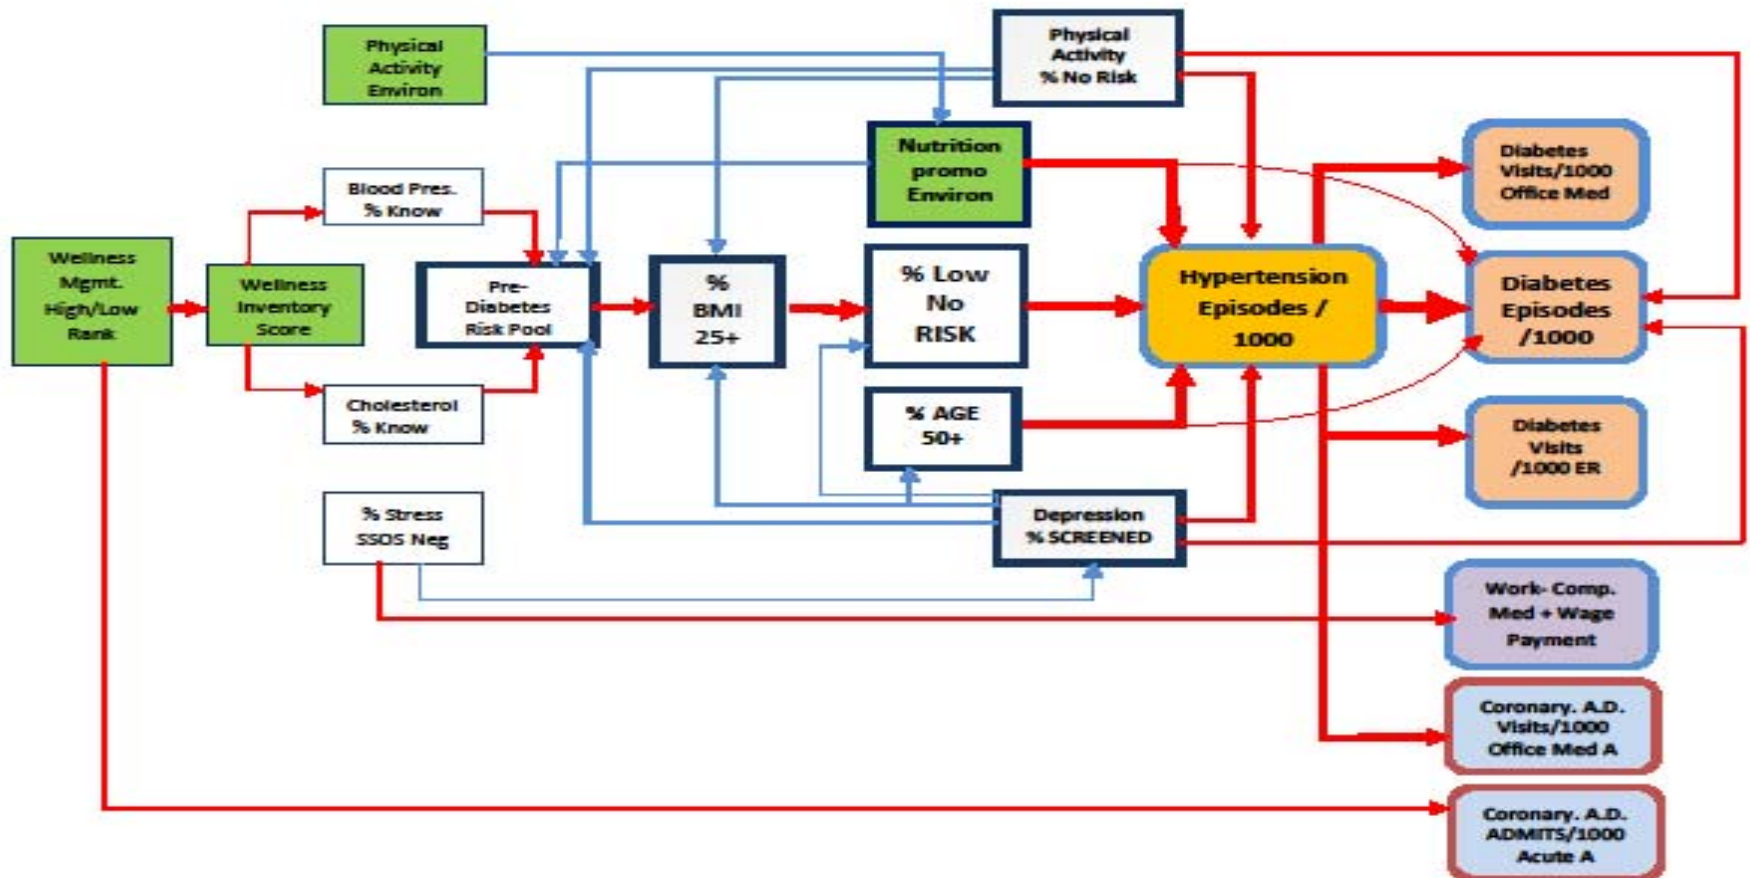 Physical
Activity
Environ
Physical
Activity
% No Risk
Nutrition
promo
Environ
Diabetes
Visits/1000
Office Med
Blood Pres.
% Know
Wellness
Mgmt.
High/Low
Rank
Wellness
Inventory
Score
Pre-
Diabetes
Risk Pool
%
BMI
25+
% Low
No
RISK
Hypertension
Episodes /
1000
Diabetes
Episodes
/1000
Cholesterol
% Know
% AGE
50+
Diabetes
Visits
/1000 ER
% Stress
SSOS Neg
Depression
% SCREENED
Work- Comp.
Med + Wage
Payment
Coronary. A.D.
Visits/1000
Office Med A
Coronary. A.D.
ADMITS/1000
Acute A